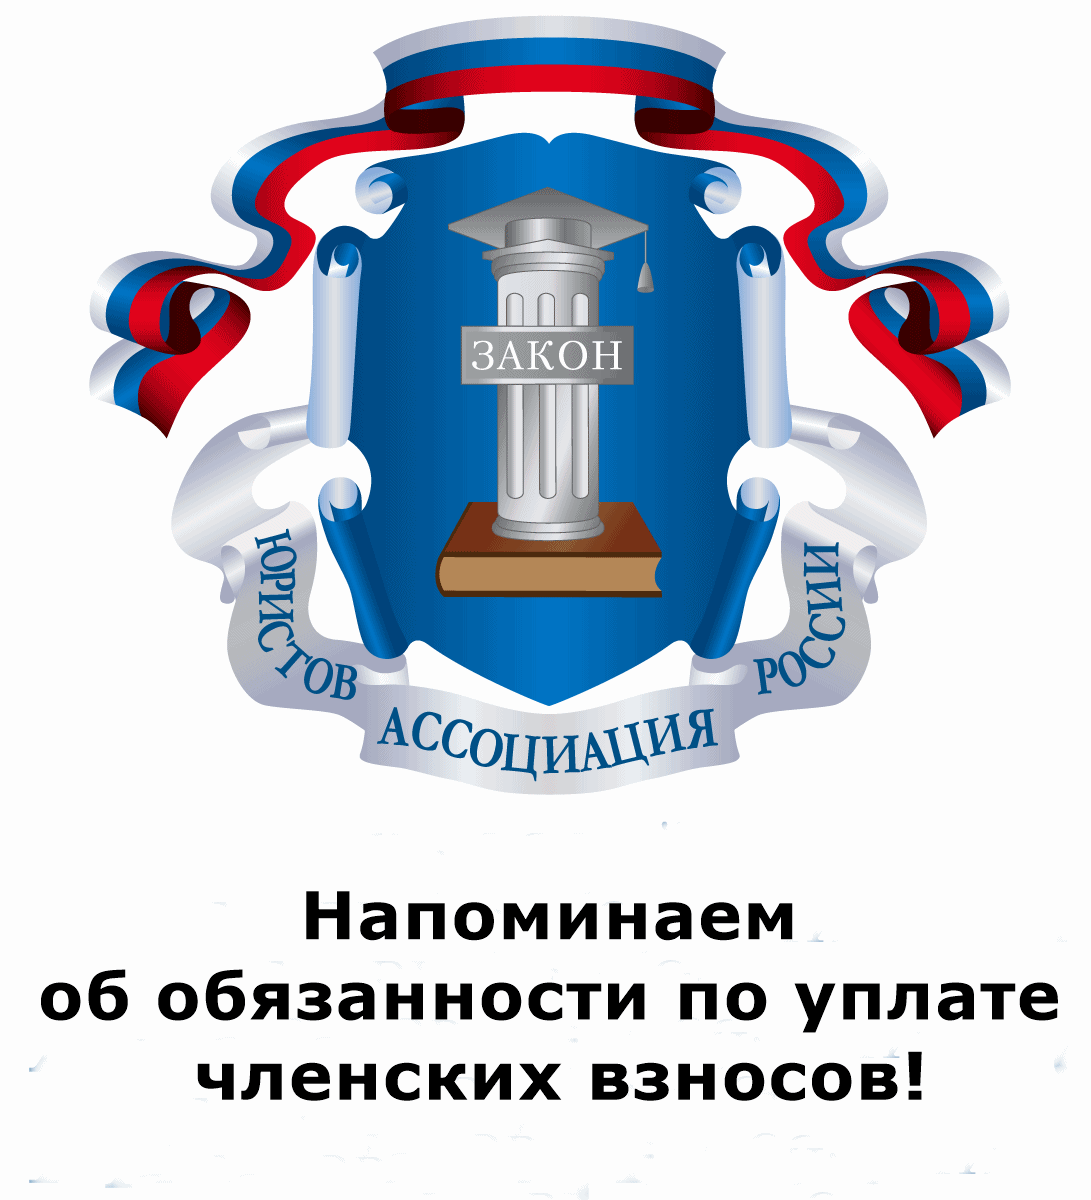 ЗАКОН
ЮРИСТОВ
АССОЦИАЦИЯ
РОССИИ
Напоминаем
об обязанности по уплате
членских взносов!